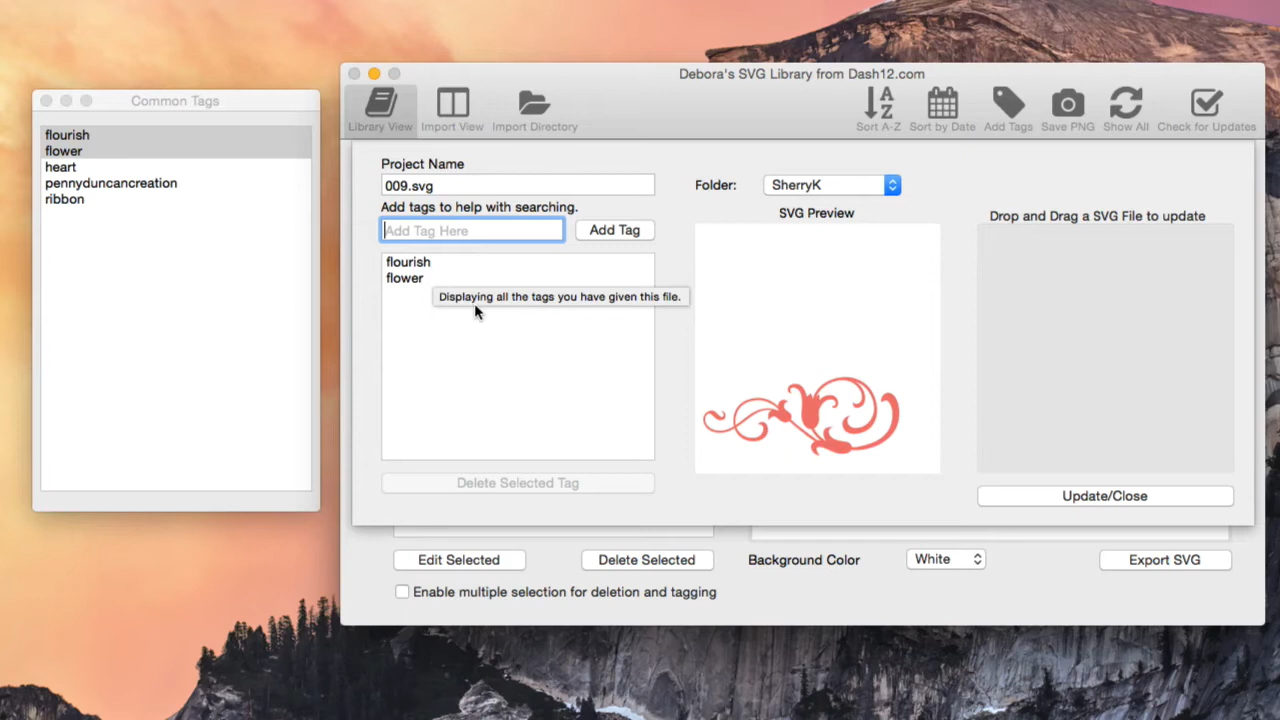 Common Tags
flourish
flower
heart
pennyduncancreation
ribbon
Debora's SVG Library from Dash12.com
Library View
Import View
Import Directory
Sort A-Z
Sort by Date
Add Tags
Save PNG
Show All
Check for Updates
Project Name
009.svg
Add tags to help with searching.
Add Tag Here
Add Tag
flourish
flower
Displaying all the tags you have given this file.
Delete Selected Tag
Folder:
SherryK
SVG Preview
Drop and Drag a SVG File to update
Update/Close
Edit Selected
Delete Selected
Background Color
White
Export SVG
Enable multiple selection for deletion and tagging